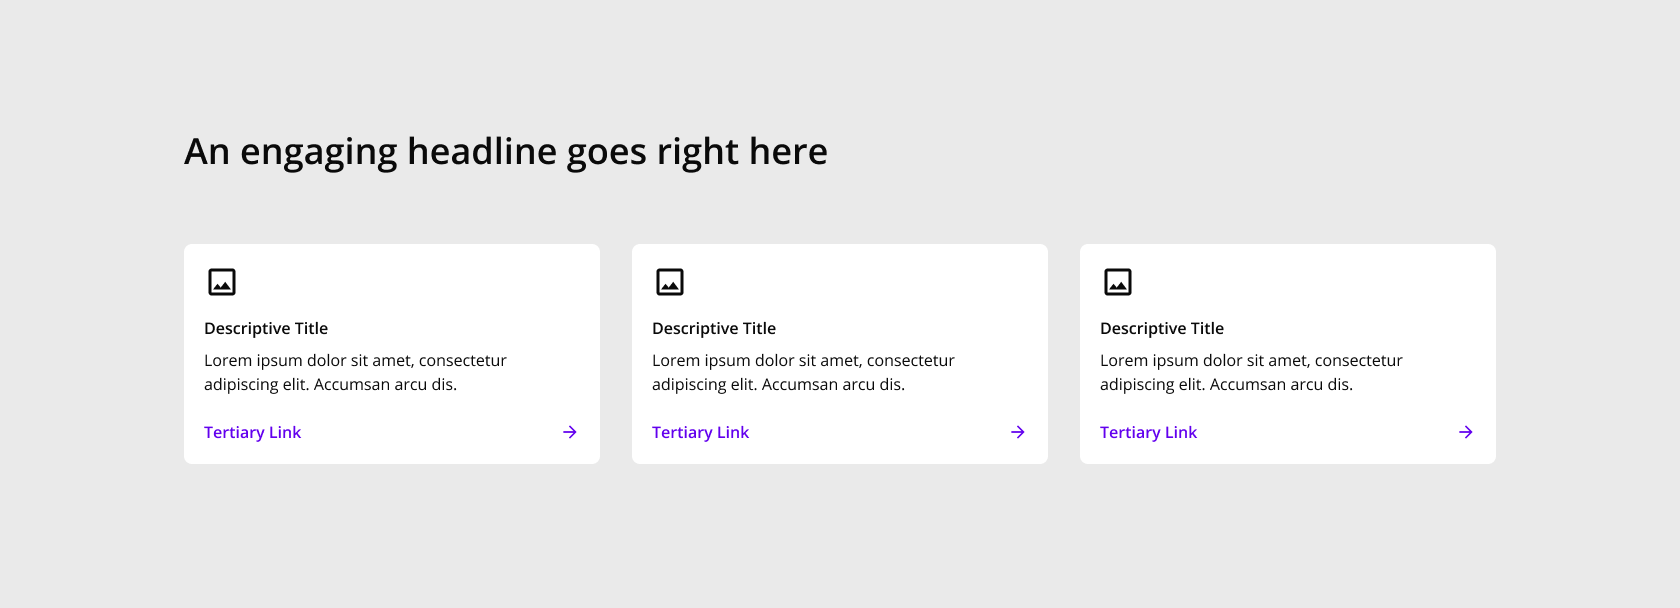 An engaging headline goes right here
Descriptive Title
Lorem ipsum dolor sit amet, consectetur
adipiscing elit. Accumsan arcu dis.
Tertiary Link
Descriptive Title
Lorem ipsum dolor sit amet, consectetur
adipiscing elit. Accumsan arcu dis.
Tertiary Link
Descriptive Title
Lorem ipsum dolor sit amet, consectetur
adipiscing elit. Accumsan arcu dis.
Tertiary Link